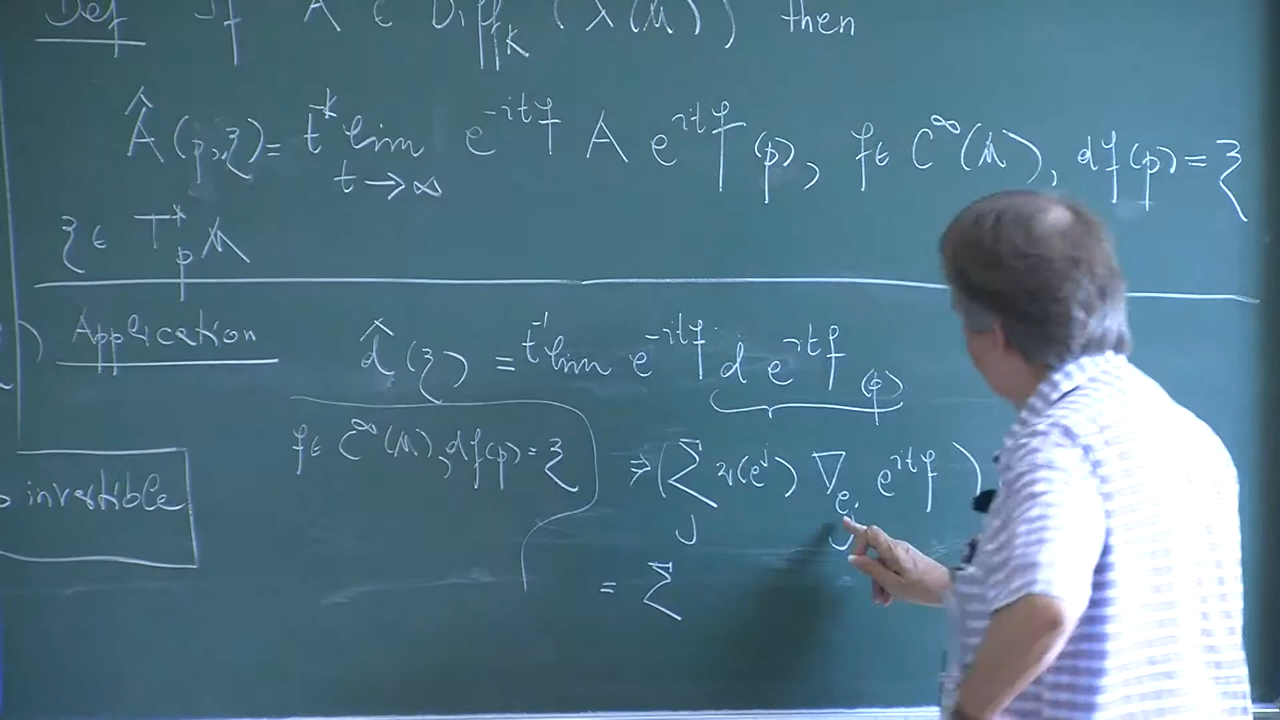 Def If A ∈ Diff_k (λ(M)) then
Â(p,ξ) = t^{-k} lim_{t→∞} e^{-itf} A e^{itf}(p), f ∈ C^∞(M), df(p) = ξ
ξ ∈ T*_p M
) Application
d̂(ξ) = t^{-1} lim e^{-itf} d e^{itf}(p)
f ∈ C^∞(M), df(p) = ξ
⇒ (Σ_j τ(e^j) ∇_{e_j} e^{itf})
invertible
= Σ